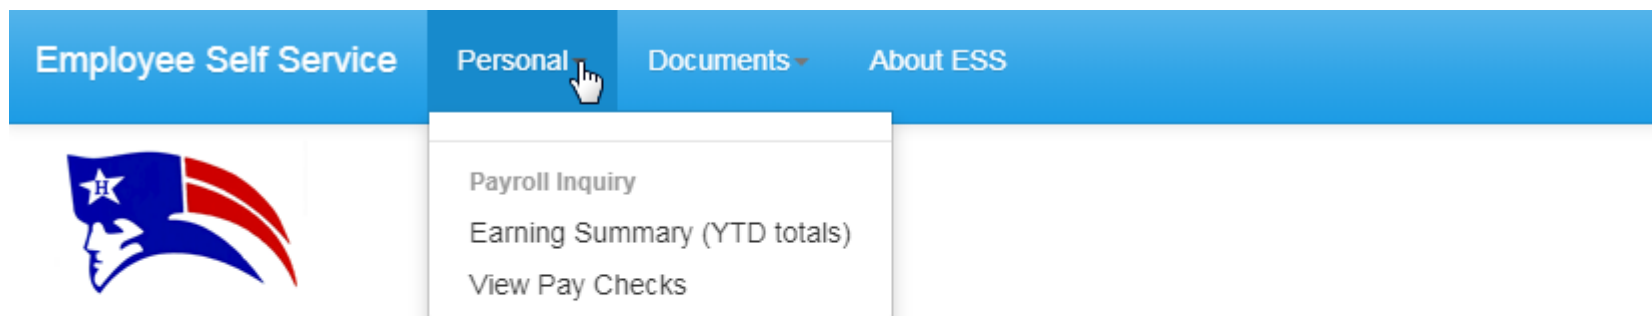 Employee Self Service Personal Documents About ESS
H
Payroll Inquiry
Earning Summary (YTD totals)
View Pay Checks